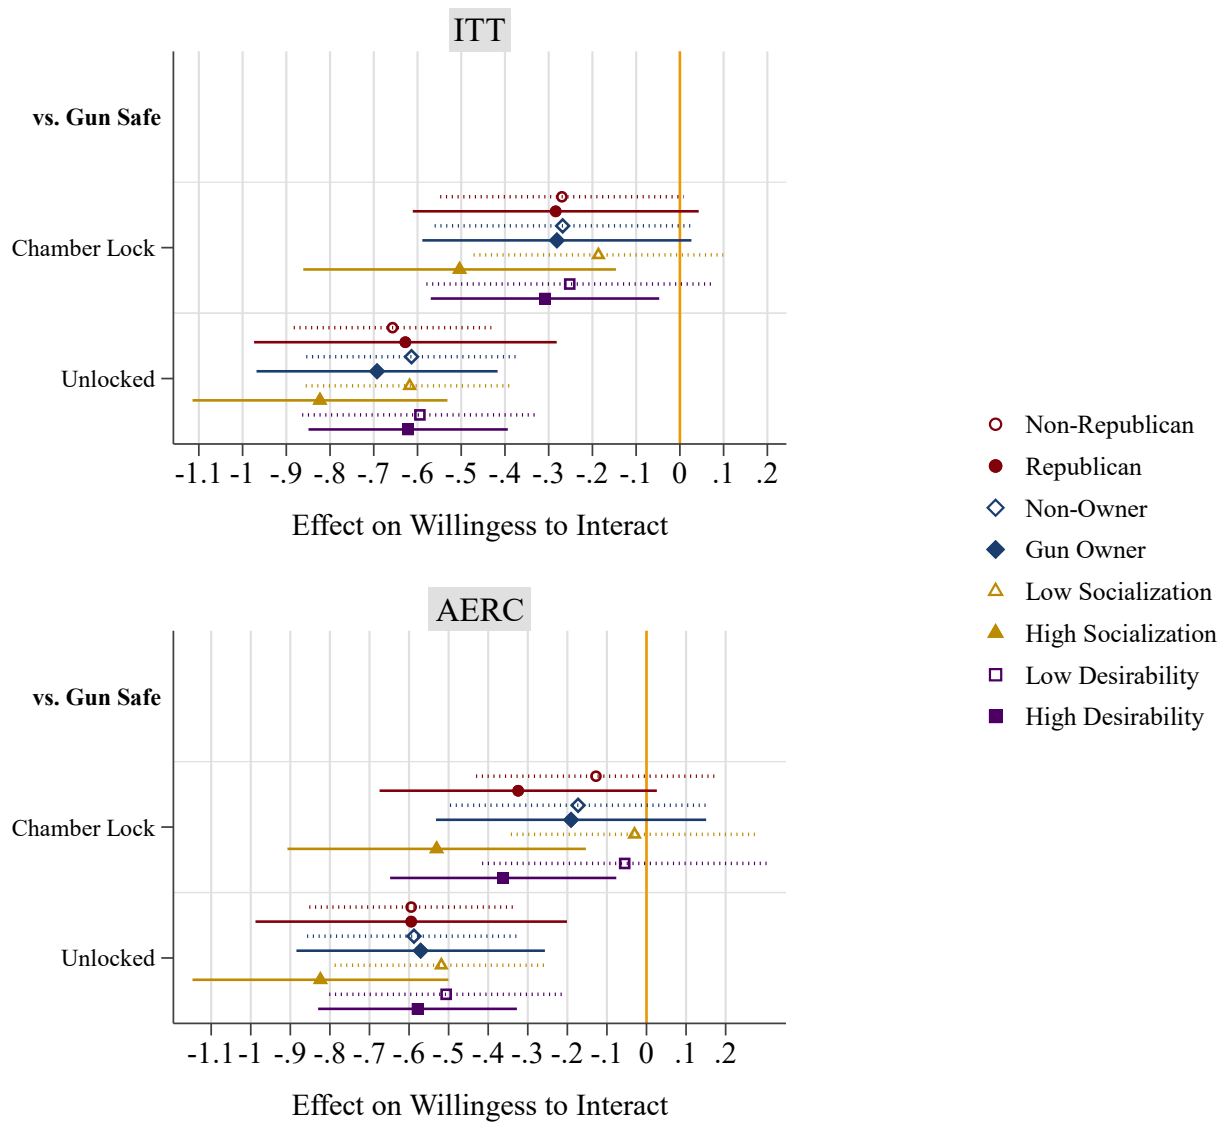 ITT
vs. Gun Safe
Chamber Lock
Unlocked
-1.1 -1 -.9 -.8 -.7 -.6 -.5 -.4 -.3 -.2 -.1 0 .1 .2
Effect on Willingess to Interact
Non-Republican
Republican
Non-Owner
Gun Owner
Low Socialization
High Socialization
Low Desirability
High Desirability
AERC
vs. Gun Safe
Chamber Lock
Unlocked
-1.1 -1 -.9 -.8 -.7 -.6 -.5 -.4 -.3 -.2 -.1 0 .1 .2
Effect on Willingess to Interact